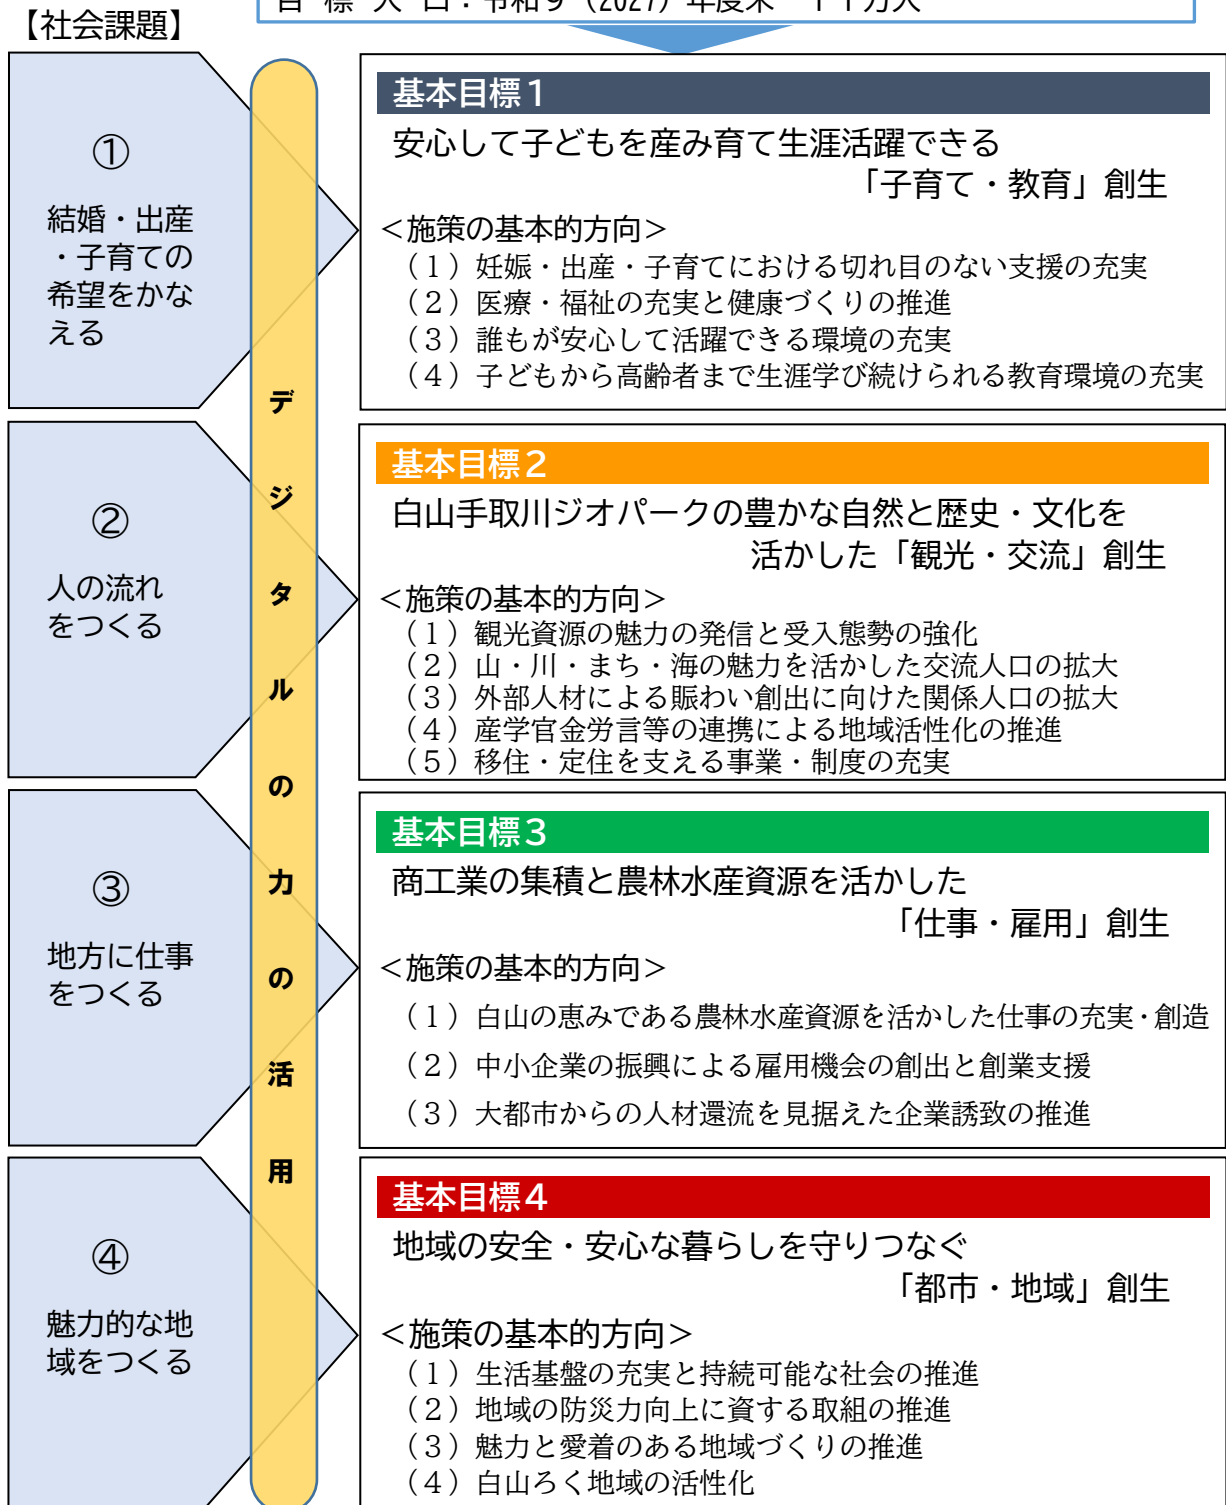 目標人口：令和９（2027）年度末　１１万人
【社会課題】
①
結婚・出産
・子育ての
希望をかな
える
②
人の流れ
をつくる
③
地方に仕事
をつくる
④
魅力的な地
域をつくる
デジタルの力の活用
基本目標１
安心して子どもを産み育て生涯活躍できる
「子育て・教育」創生
＜施策の基本的方向＞
（１）妊娠・出産・子育てにおける切れ目のない支援の充実
（２）医療・福祉の充実と健康づくりの推進
（３）誰もが安心して活躍できる環境の充実
（４）子どもから高齢者まで生涯学び続けられる教育環境の充実
基本目標２
白山手取川ジオパークの豊かな自然と歴史・文化を
活かした「観光・交流」創生
＜施策の基本的方向＞
（１）観光資源の魅力の発信と受入態勢の強化
（２）山・川・まち・海の魅力を活かした交流人口の拡大
（３）外部人材による賑わい創出に向けた関係人口の拡大
（４）産学官金労言等の連携による地域活性化の推進
（５）移住・定住を支える事業・制度の充実
基本目標３
商工業の集積と農林水産資源を活かした
「仕事・雇用」創生
＜施策の基本的方向＞
（１）白山の恵みである農林水産資源を活かした仕事の充実・創造
（２）中小企業の振興による雇用機会の創出と創業支援
（３）大都市からの人材還流を見据えた企業誘致の推進
基本目標４
地域の安全・安心な暮らしを守りつなぐ
「都市・地域」創生
＜施策の基本的方向＞
（１）生活基盤の充実と持続可能な社会の推進
（２）地域の防災力向上に資する取組の推進
（３）魅力と愛着のある地域づくりの推進
（４）白山ろく地域の活性化